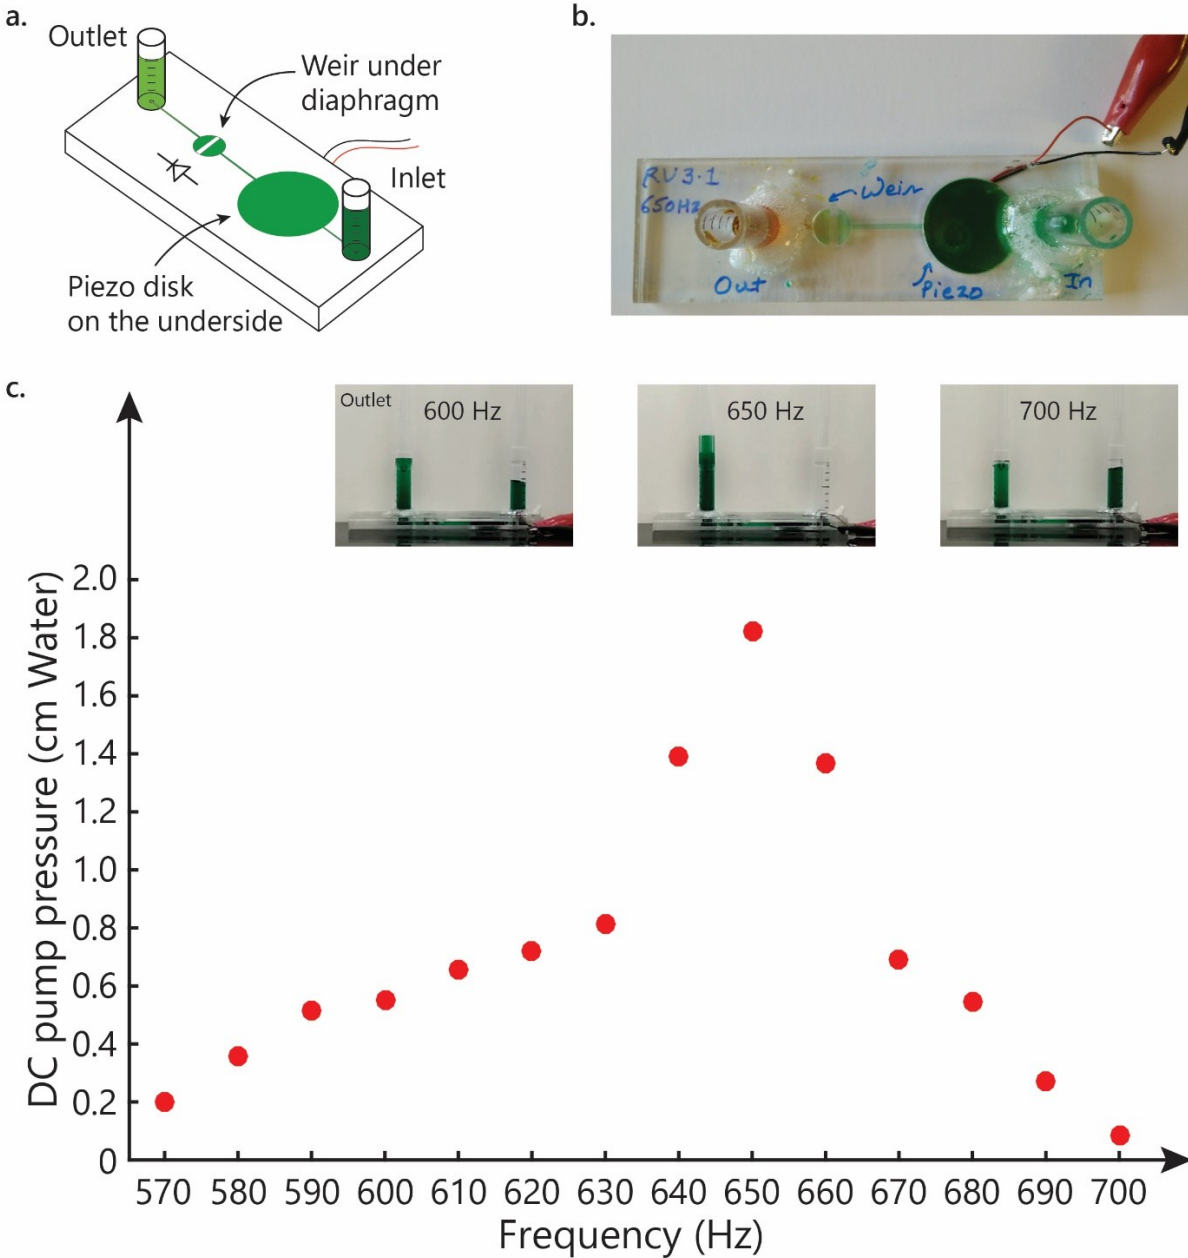 a.
Outlet
Weir under
diaphragm
Inlet
Piezo disk
on the underside
b.
RV3.1
650Hz
Weir
Out
Piezo
In
c.
Outlet
600 Hz
650 Hz
700 Hz
DC pump pressure (cm Water)
2.0
1.8
1.6
1.4
1.2
1.0
0.8
0.6
0.4
0.2
0
570 580 590 600 610 620 630 640 650 660 670 680 690 700
Frequency (Hz)